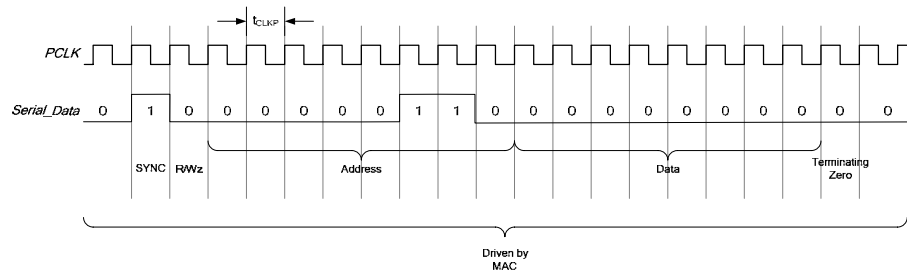 tCLKP
PCLK
Serial_Data 0 1 0 0 0 0 0 0 1 1 0 0 0 0 0 0 0 0 0 0 0
SYNC R/Wz Address Data Terminating
Zero
Driven by
MAC